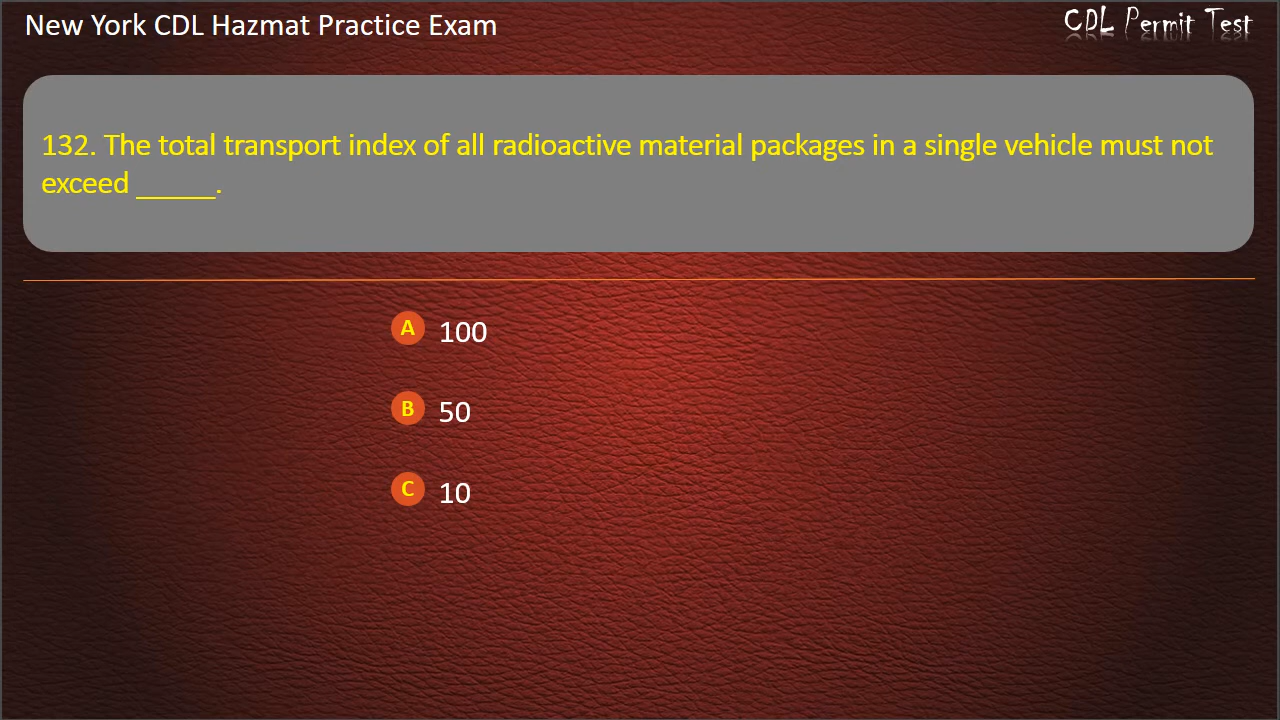 New York CDL Hazmat Practice Exam
CDL Permit Test
132. The total transport index of all radioactive material packages in a single vehicle must not
exceed _____.
A 100
B 50
C 10